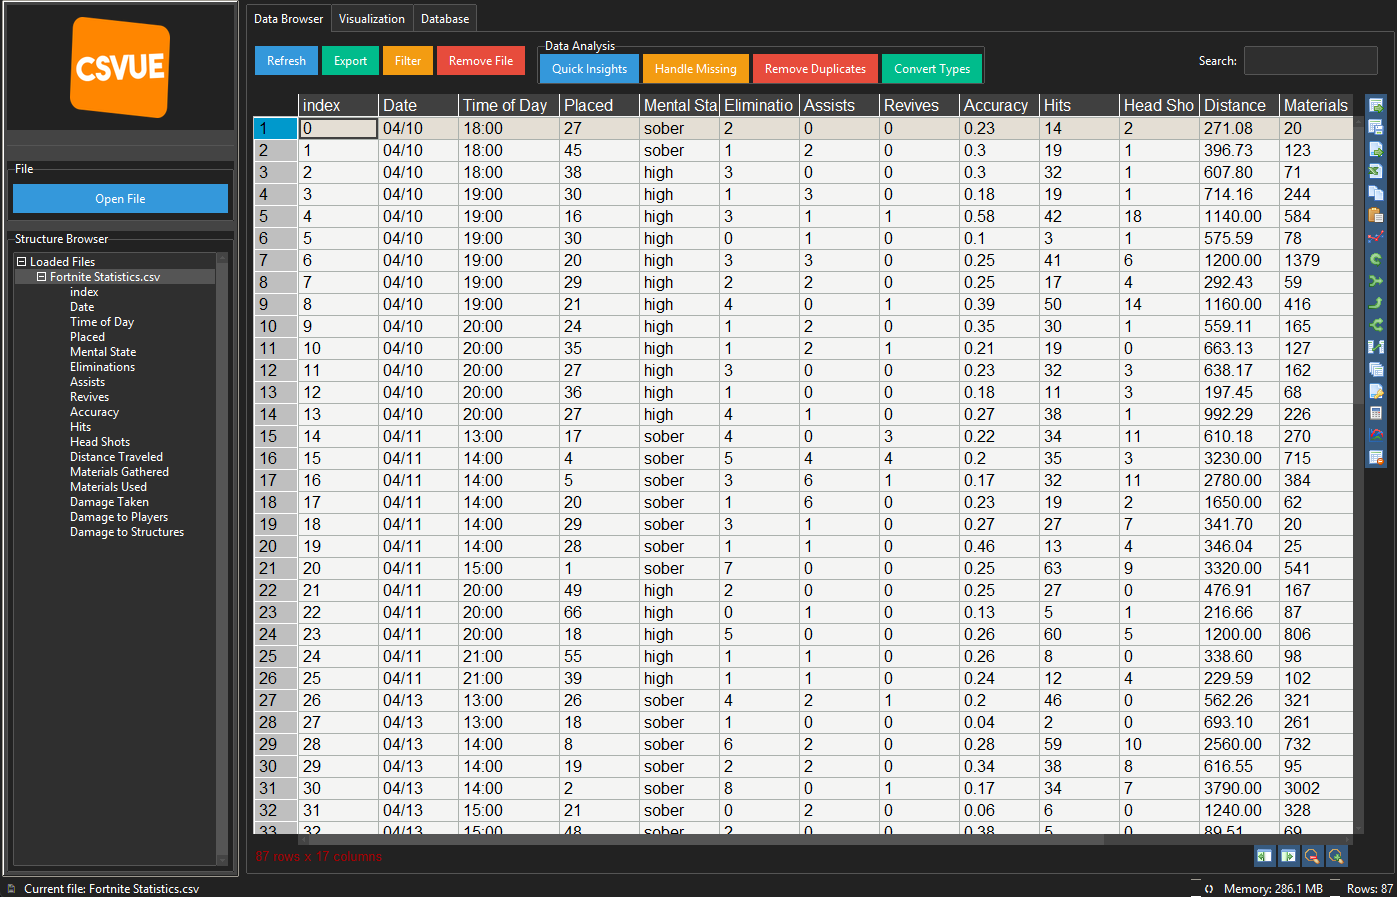 CSVUE
File
Open File
Structure Browser
Loaded Files
Fortnite Statistics.csv
index
Date
Time of Day
Placed
Mental State
Eliminations
Assists
Revives
Accuracy
Hits
Head Shots
Distance Traveled
Materials Gathered
Materials Used
Damage Taken
Damage to Players
Damage to Structures
Data Browser Visualization Database
Refresh Export Filter Remove File
Data Analysis
Quick Insights Handle Missing Remove Duplicates Convert Types
Search:
index Date Time of Day Placed Mental Sta Eliminatio Assists Revives Accuracy Hits Head Sho Distance Materials
1 0 04/10 18:00 27 sober 2 0 0 0.23 14 2 271.08 20
2 1 04/10 18:00 45 sober 1 2 0 0.3 19 1 396.73 123
3 2 04/10 18:00 38 high 3 0 0 0.3 32 1 607.80 71
4 3 04/10 19:00 30 high 1 3 0 0.18 19 1 714.16 244
5 4 04/10 19:00 16 high 3 1 1 0.58 42 18 1140.00 584
6 5 04/10 19:00 30 high 0 1 0 0.1 3 1 575.59 78
7 6 04/10 19:00 20 high 3 3 0 0.25 41 6 1200.00 1379
8 7 04/10 19:00 29 high 2 2 0 0.25 17 4 292.43 59
9 8 04/10 19:00 21 high 4 0 1 0.39 50 14 1160.00 416
10 9 04/10 20:00 24 high 1 2 0 0.35 30 1 559.11 165
11 10 04/10 20:00 35 high 1 2 1 0.21 19 0 663.13 127
12 11 04/10 20:00 27 high 3 0 0 0.23 32 3 638.17 162
13 12 04/10 20:00 36 high 1 0 0 0.18 11 3 197.45 68
14 13 04/10 20:00 27 high 4 1 0 0.27 38 1 992.29 226
15 14 04/11 13:00 17 sober 4 0 3 0.22 34 11 610.18 270
16 15 04/11 14:00 4 sober 5 4 4 0.2 35 3 3230.00 715
17 16 04/11 14:00 5 sober 3 6 1 0.17 32 11 2780.00 384
18 17 04/11 14:00 20 sober 1 6 0 0.23 19 2 1650.00 62
19 18 04/11 14:00 29 sober 3 1 0 0.27 27 7 341.70 20
20 19 04/11 14:00 28 sober 1 1 0 0.46 13 4 346.04 25
21 20 04/11 15:00 1 sober 7 0 0 0.25 63 9 3320.00 541
22 21 04/11 20:00 49 high 2 0 0 0.25 27 0 476.91 167
23 22 04/11 20:00 66 high 0 1 0 0.13 5 1 216.66 87
24 23 04/11 20:00 18 high 5 0 0 0.26 60 5 1200.00 806
25 24 04/11 21:00 55 high 1 1 0 0.26 8 0 338.60 98
26 25 04/11 21:00 39 high 1 1 0 0.24 12 4 229.59 102
27 26 04/13 13:00 26 sober 4 2 1 0.2 46 0 562.26 321
28 27 04/13 13:00 18 sober 1 0 0 0.04 2 0 693.10 261
29 28 04/13 14:00 8 sober 6 2 0 0.28 59 10 2560.00 732
30 29 04/13 14:00 19 sober 2 2 0 0.34 38 8 616.55 95
31 30 04/13 14:00 2 sober 8 0 1 0.17 34 7 3790.00 3002
32 31 04/13 15:00 21 sober 0 2 0 0.06 6 0 1240.00 328
33 32 04/13 15:00 48 sober 2 0 0 0.38 5 0 89.51 69
87 rows x 17 columns
Current file: Fortnite Statistics.csv
Memory: 286.1 MB Rows: 87